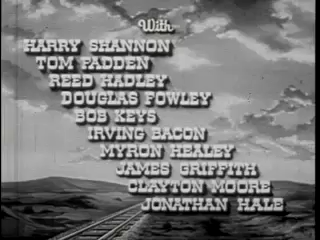 With
HARRY SHANNON
TOM PADDEN
REED HADLEY
DOUGLAS FOWLEY
BOB KEYS
IRVING BACON
MYRON HEALEY
JAMES GRIFFITH
CLAYTON MOORE
JONATHAN HALE